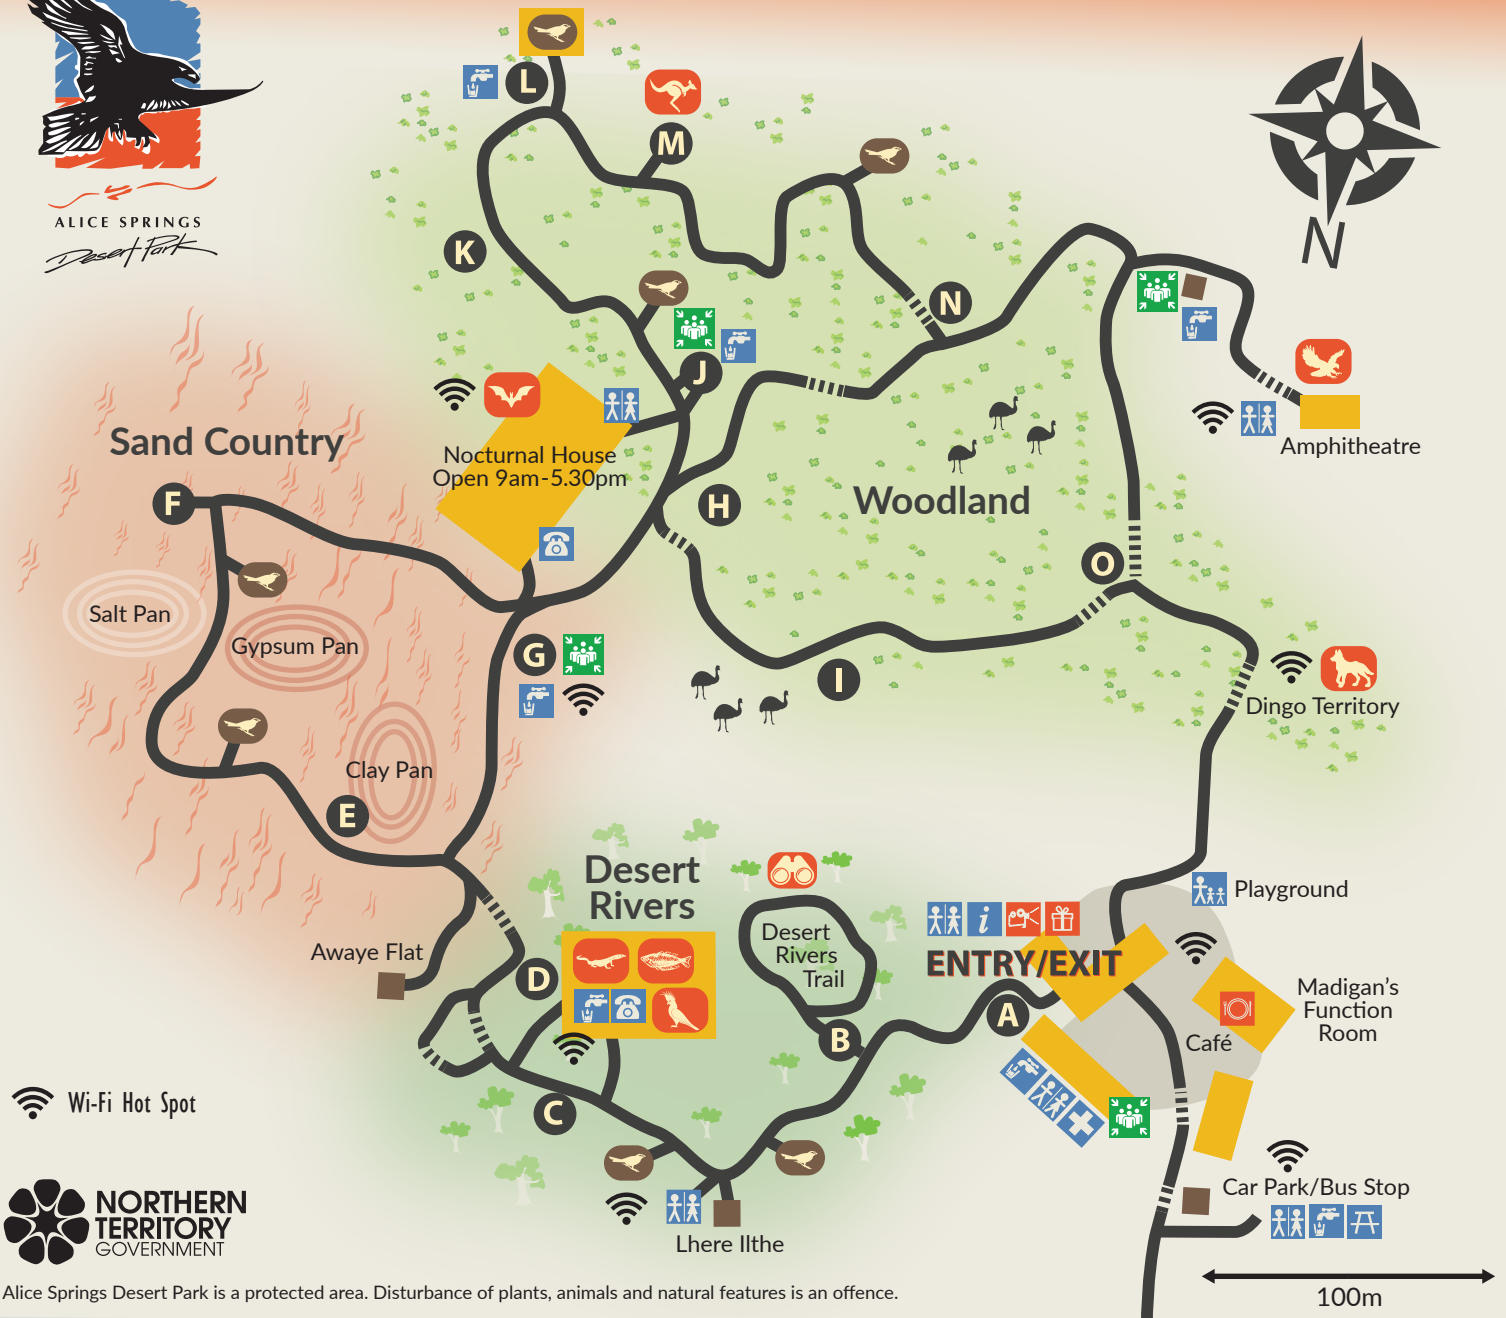 ALICE SPRINGS
Desert Park
L
M
K
N
N
J
Nocturnal House
Open 9am-5.30pm
Sand Country
F
H
Woodland
Amphitheatre
O
Salt Pan
Gypsum Pan
G
I
Dingo Territory
Clay Pan
E
Desert
Rivers
Playground
i
ENTRY/EXIT
Desert
Rivers
Trail
Awaye Flat
D
A
B
Madigan's
Function
Room
Café
C
Wi-Fi Hot Spot
NORTHERN
TERRITORY
GOVERNMENT
Car Park/Bus Stop
Lhere Ilthe
Alice Springs Desert Park is a protected area. Disturbance of plants, animals and natural features is an offence.
100m